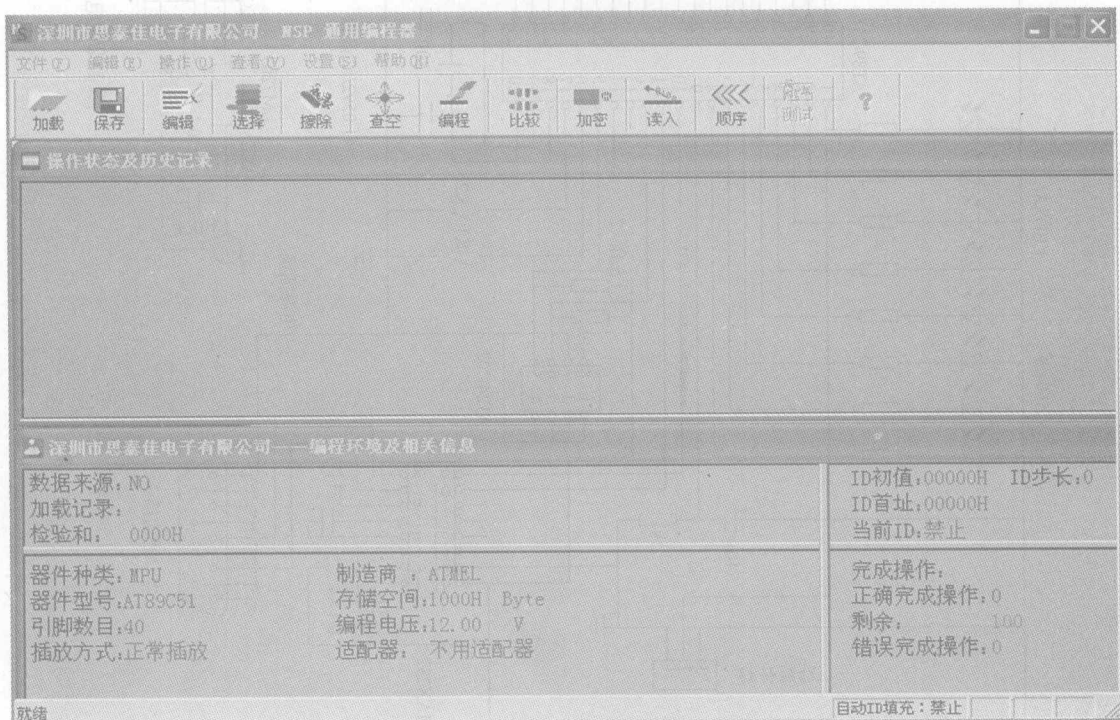 深圳市思泰佳电子有限公司 NSP 通用编程器
文件(F) 编辑(E) 操作(O) 查看(V) 设置(S) 帮助(H)
加载 保存 编辑 选择 擦除 查空 编程 比较 加密 读入 顺序 测试 ?
操作状态及历史记录
深圳市思泰佳电子有限公司——编程环境及相关信息
数据来源:NO
加载记录:
检验和: 0000H
ID初值:00000H ID步长:0
ID首址:00000H
当前ID:禁止
器件种类:MPU 制造商 :ATMEL
器件型号:AT89C51 存储空间:1000H Byte
引脚数目:40 编程电压:12.00 V
插放方式:正常插放 适配器: 不用适配器
完成操作:
正确完成操作:0
剩余: 100
错误完成操作:0
就绪 自动ID填充:禁止